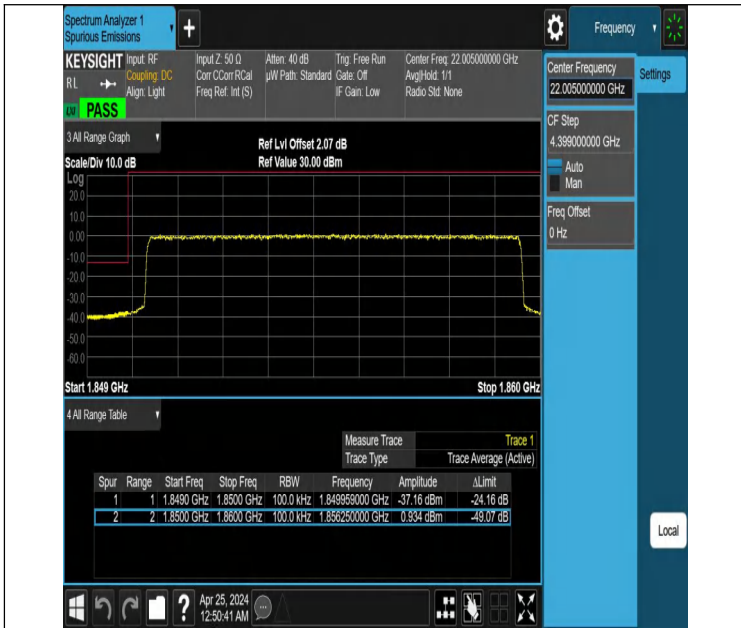 Spectrum Analyzer 1
Spurious Emissions
Frequency
KEYSIGHT
RL
Input: RF
Coupling: DC
Align: Light
Input Z: 50 Ω
Corr CCorr RCal
Freq Ref: Int (S)
Atten: 40 dB
µW Path: Standard
Trig: Free Run
Gate: Off
IF Gain: Low
Center Freq: 22.005000000 GHz
Avg|Hold: 1/1
Radio Std: None
PASS
Center Frequency
22.005000000 GHz
Settings
CF Step
4.399000000 GHz
Auto
Man
Freq Offset
0 Hz
3 All Range Graph
Ref Lvl Offset 2.07 dB
Scale/Div 10.0 dB
Ref Value 30.00 dBm
Log
20.0
10.0
0.00
-10.0
-20.0
-30.0
-40.0
-50.0
-60.0
Start 1.849 GHz
Stop 1.860 GHz
4 All Range Table
Measure Trace Trace 1
Trace Type Trace Average (Active)
Spur Range Start Freq Stop Freq RBW Frequency Amplitude ΔLimit
1 1 1.8490 GHz 1.8500 GHz 100.0 kHz 1.849959000 GHz -37.16 dBm -24.16 dB
2 2 1.8500 GHz 1.8600 GHz 100.0 kHz 1.856250000 GHz 0.934 dBm -49.07 dB
Local
?
Apr 25, 2024
12:50:41 AM